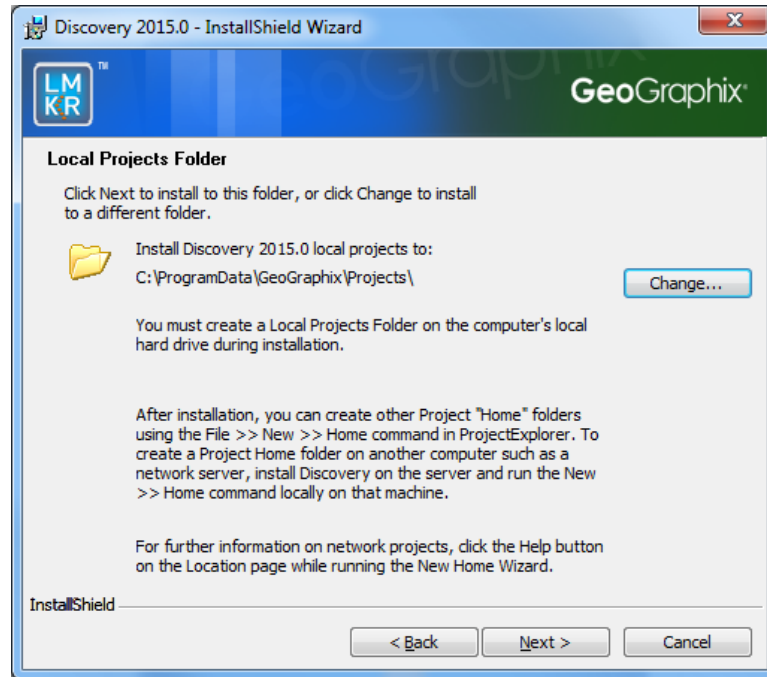 Discovery 2015.0 - InstallShield Wizard
LMKR™
GeoGraphix
GeoGraphix®
Local Projects Folder
Click Next to install to this folder, or click Change to install
to a different folder.
Install Discovery 2015.0 local projects to:
C:\ProgramData\GeoGraphix\Projects\
Change...
You must create a Local Projects Folder on the computer's local
hard drive during installation.
After installation, you can create other Project "Home" folders
using the File >> New >> Home command in ProjectExplorer. To
create a Project Home folder on another computer such as a
network server, install Discovery on the server and run the New
>> Home command locally on that machine.
For further information on network projects, click the Help button
on the Location page while running the New Home Wizard.
InstallShield
< Back
Next >
Cancel